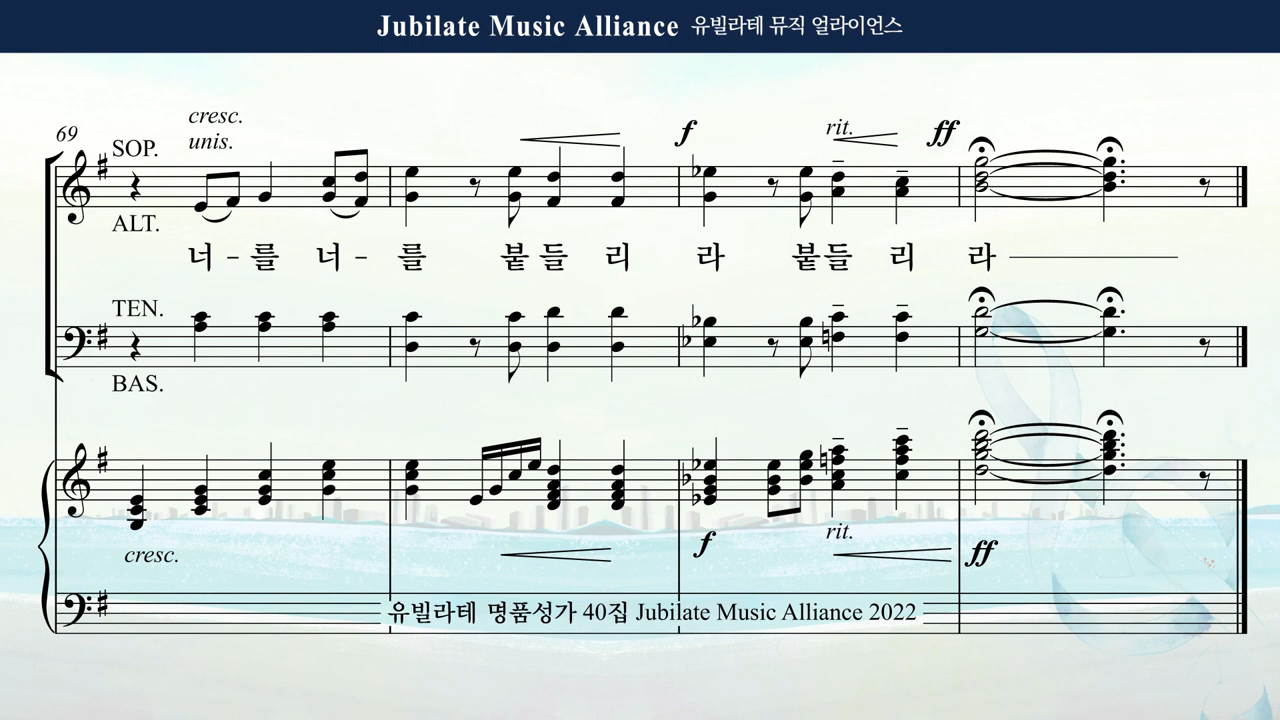 Jubilate Music Alliance 유빌라테 뮤직 얼라이언스
cresc.
69
unis.
SOP.
f
rit.
ff
ALT.
너 - 를 너 - 를 붙 들 리 라 붙 들 리 라
TEN.
BAS.
cresc.
f
rit.
ff
유빌라테 명품성가 40집 Jubilate Music Alliance 2022